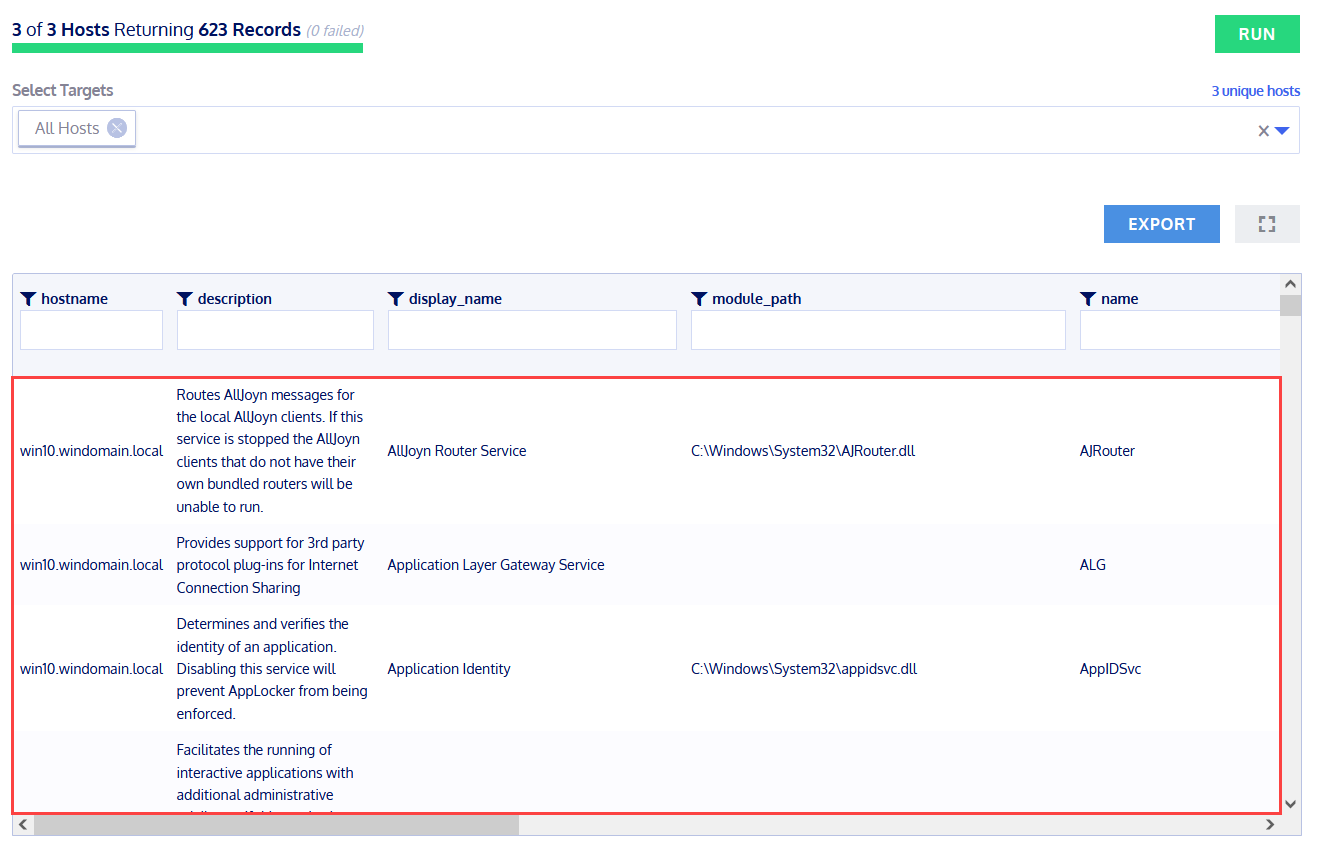 3 of 3 Hosts Returning 623 Records (0 failed)
RUN
Select Targets
3 unique hosts
All Hosts
EXPORT
hostname description display_name module_path name
Routes AllJoyn messages for
the local AllJoyn clients. If this
service is stopped the AllJoyn
win10.windomain.local AllJoyn Router Service C:\Windows\System32\AJRouter.dll AJRouter
clients that do not have their
own bundled routers will be
unable to run.
Provides support for 3rd party
win10.windomain.local protocol plug-ins for Internet Application Layer Gateway Service ALG
Connection Sharing
Determines and verifies the
identity of an application.
win10.windomain.local Disabling this service will Application Identity C:\Windows\System32\appidsvc.dll AppIDSvc
prevent AppLocker from being
enforced.
Facilitates the running of
interactive applications with
additional administrative